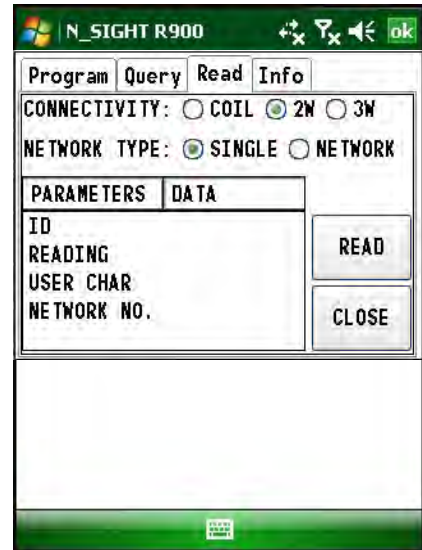 N_SIGHT R900 ok
Program Query Read Info
CONNECTIVITY: COIL 2W 3W
NETWORK TYPE: SINGLE NETWORK
PARAMETERS DATA
ID
READING
USER CHAR
NETWORK NO.
READ
CLOSE